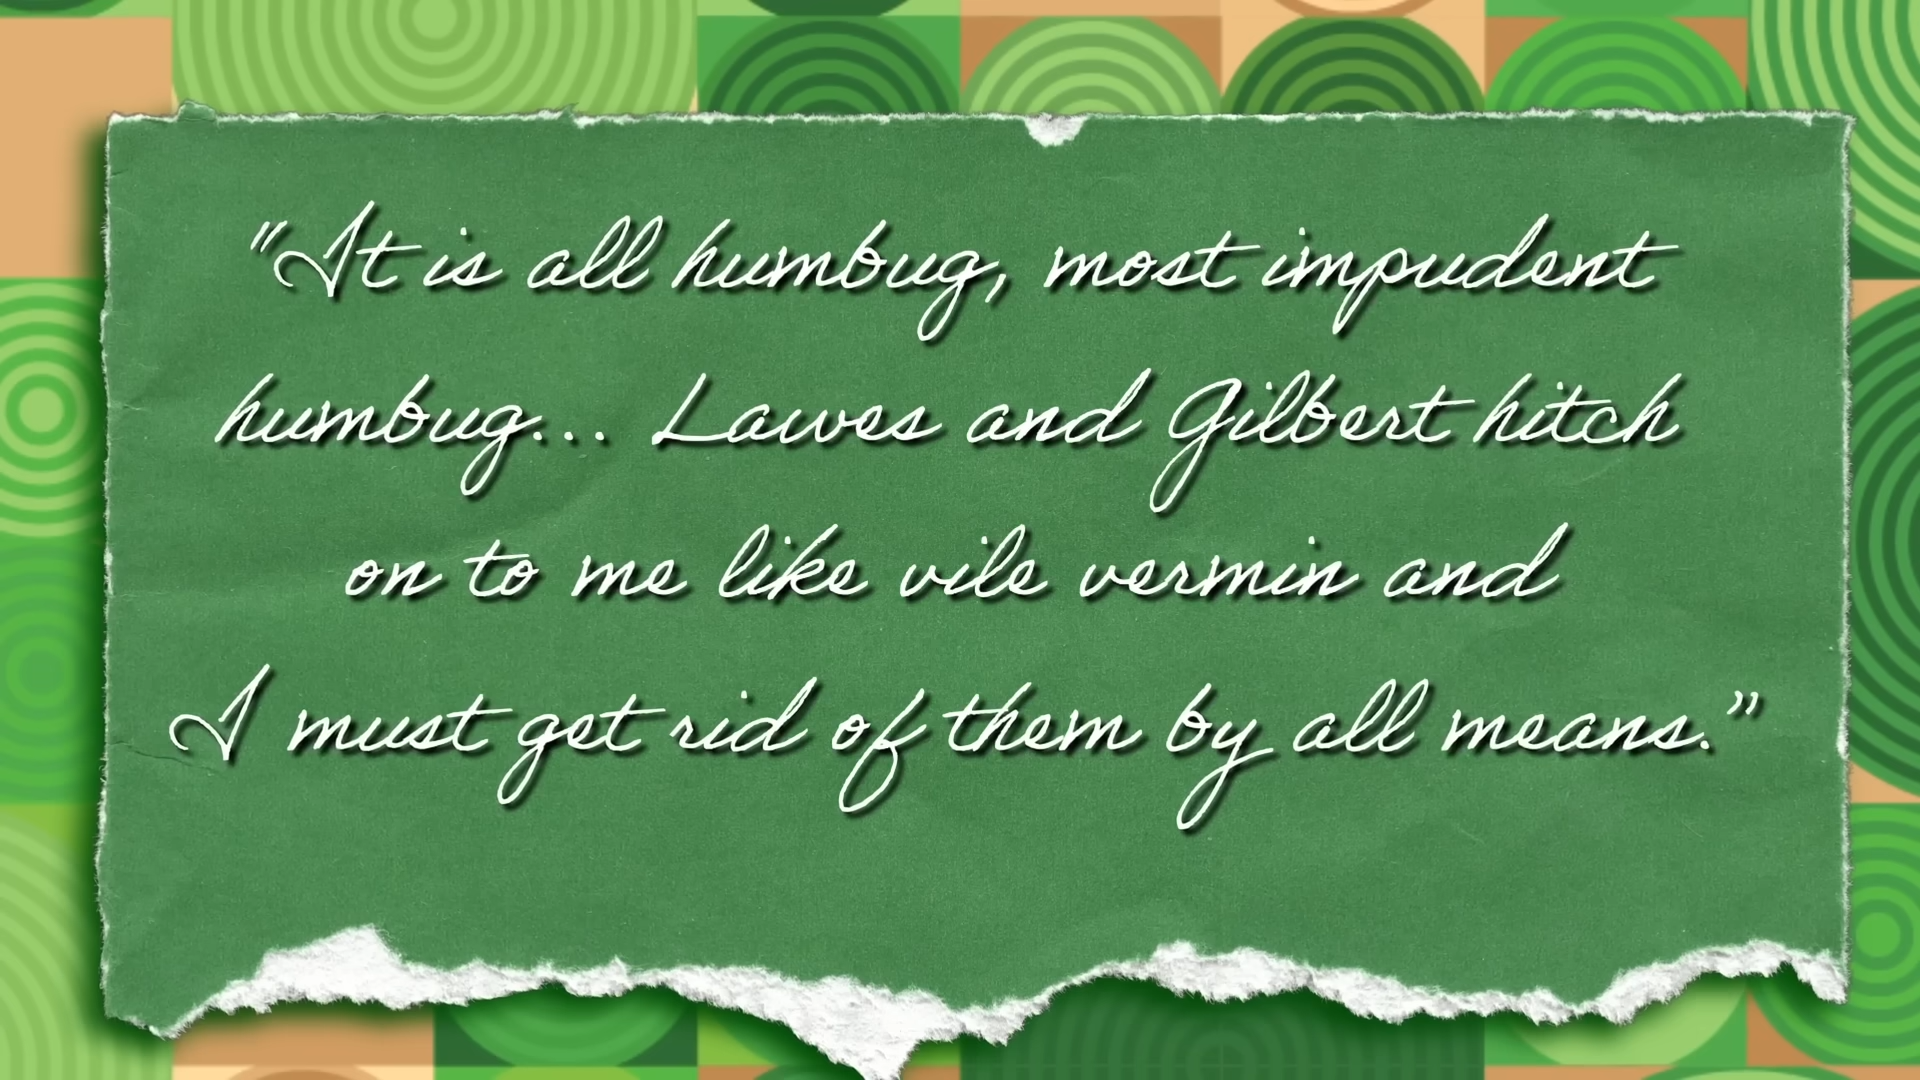 "It is all humbug, most impudent
humbug... Lawes and Gilbert hitch
on to me like vile vermin and
I must get rid of them by all means."